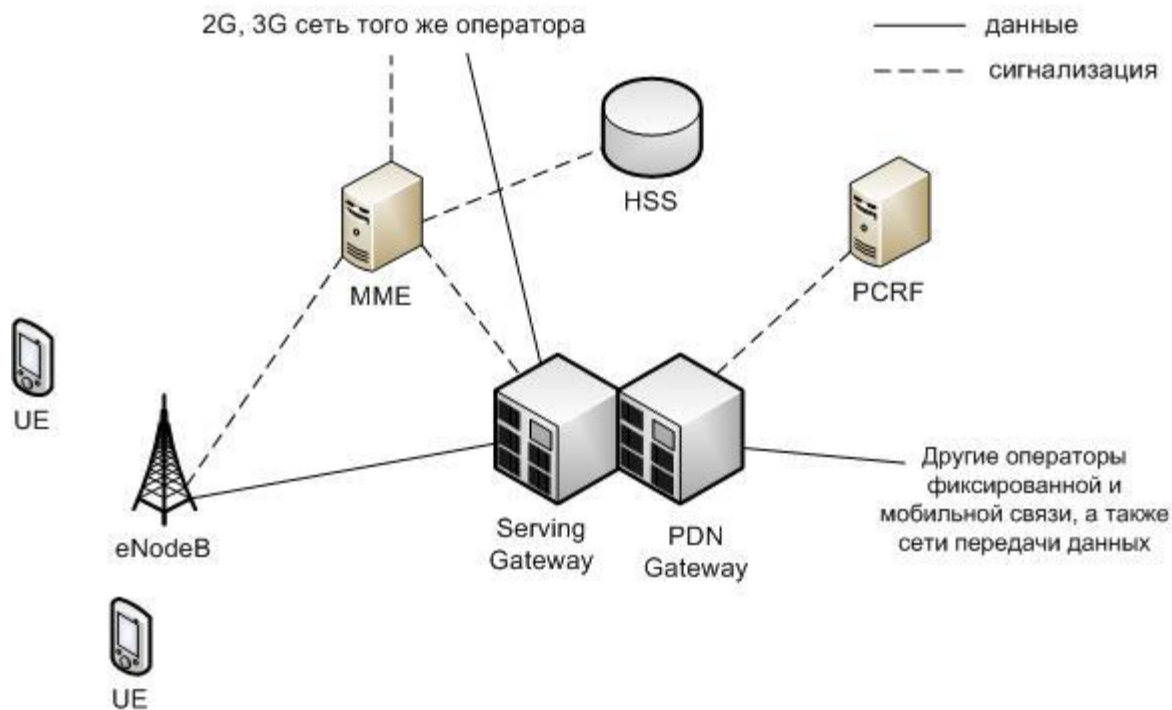 2G, 3G сеть того же оператора
данные
сигнализация
HSS
MME
PCRF
UE
eNodeB
Serving
Gateway
PDN
Gateway
Другие операторы
фиксированной и
мобильной связи, а также
сети передачи данных
UE